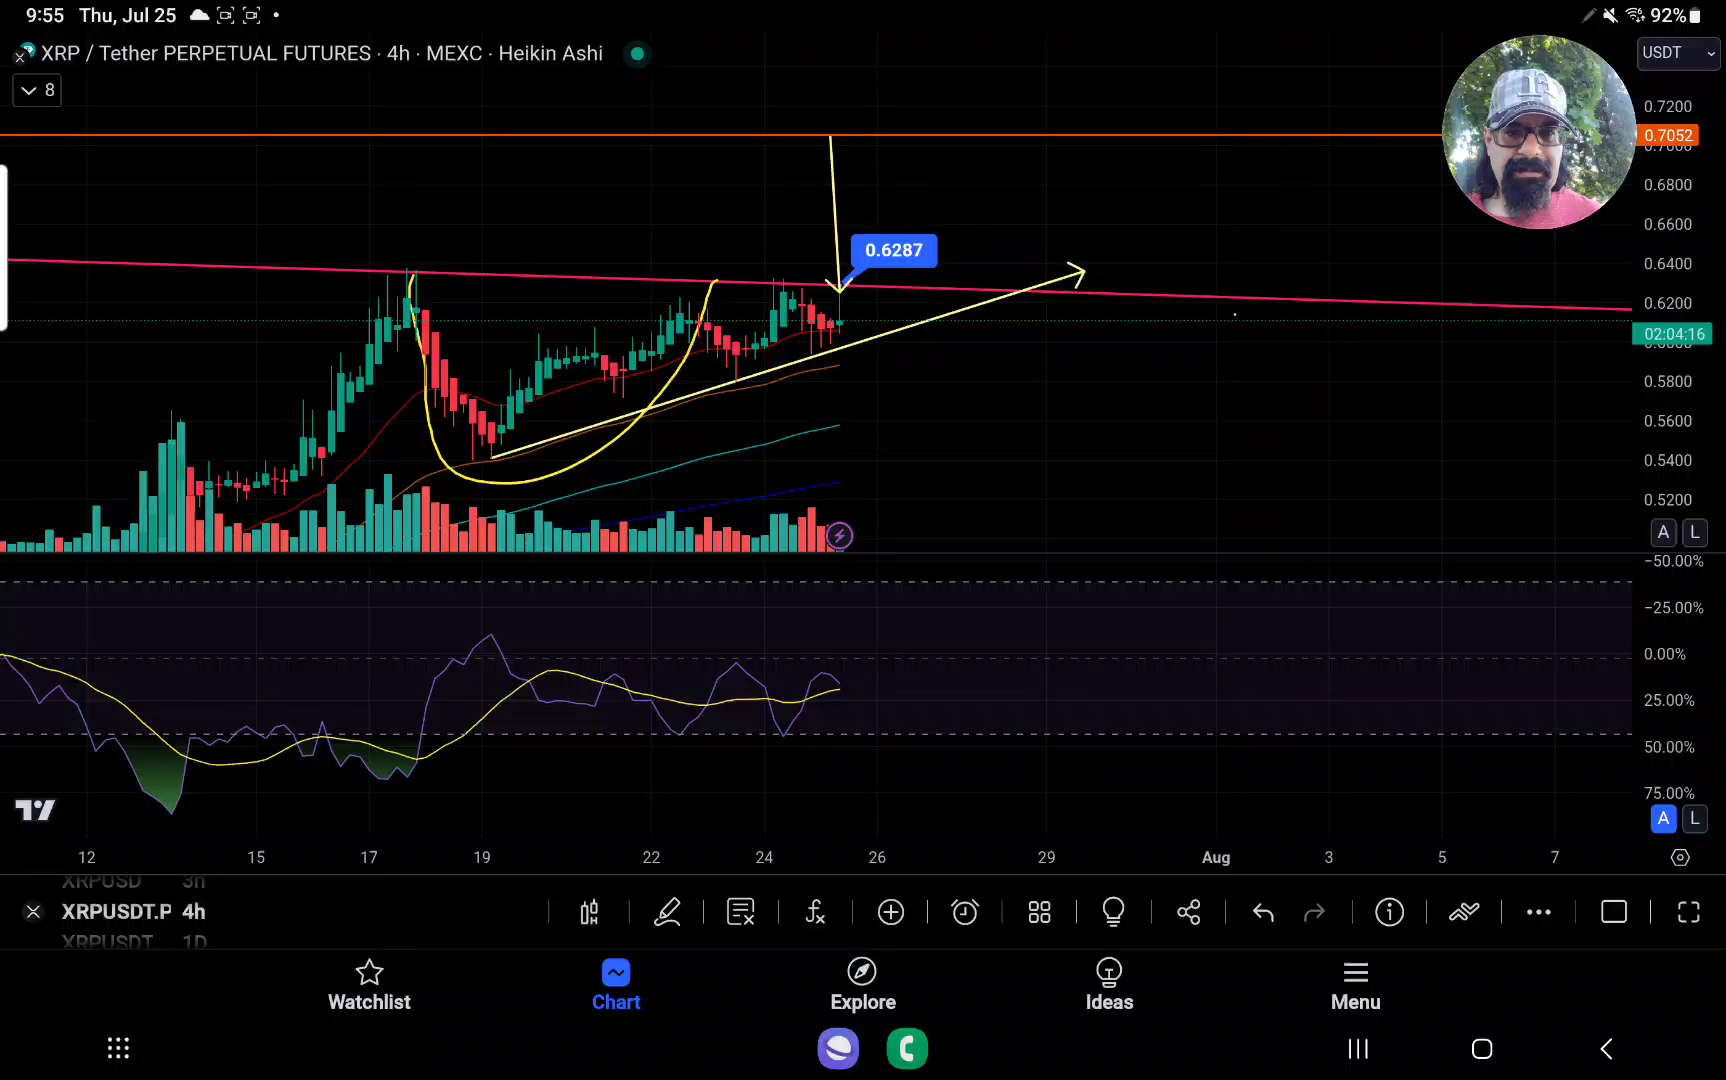 9:55 Thu, Jul 25 92%
XRP / Tether PERPETUAL FUTURES · 4h · MEXC · Heikin Ashi
USDT
8
0.7200
0.7052
0.6800
0.6600
0.6287
0.6400
0.6200
02:04:16
0.5800
0.5600
0.5400
0.5200
A L
−50.00%
−25.00%
0.00%
25.00%
50.00%
75.00%
A L
12 15 17 19 22 24 26 29 Aug 3 5 7
XRPUSD 3h
XRPUSDT.P 4h
XRPUSDT 1D
Watchlist Chart Explore Ideas Menu